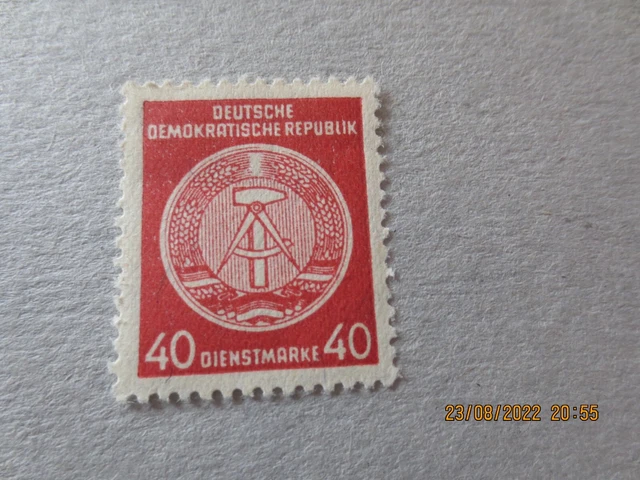 DEUTSCHE
DEMOKRATISCHE REPUBLIK
40 DIENSTMARKE 40
23/08/2022 20:55